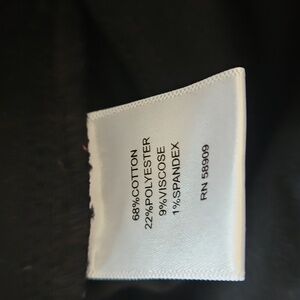 68%COTTON
22%POLYESTER
9%VISCOSE
1%SPANDEX
RN 58909